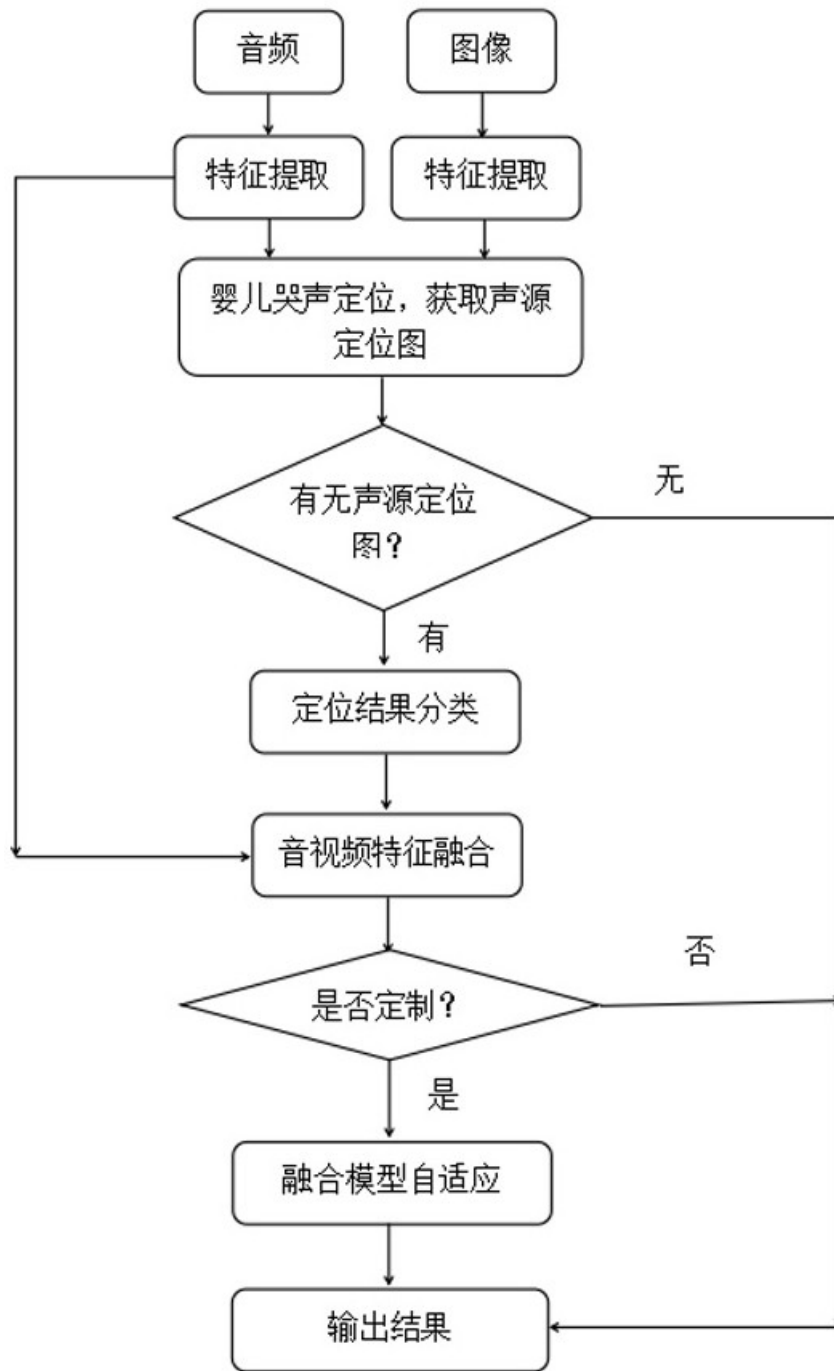 音频
图像
特征提取
特征提取
婴儿哭声定位，获取声源
定位图
有无声源定位
图？
无
有
定位结果分类
音视频特征融合
是否定制？
否
是
融合模型自适应
输出结果